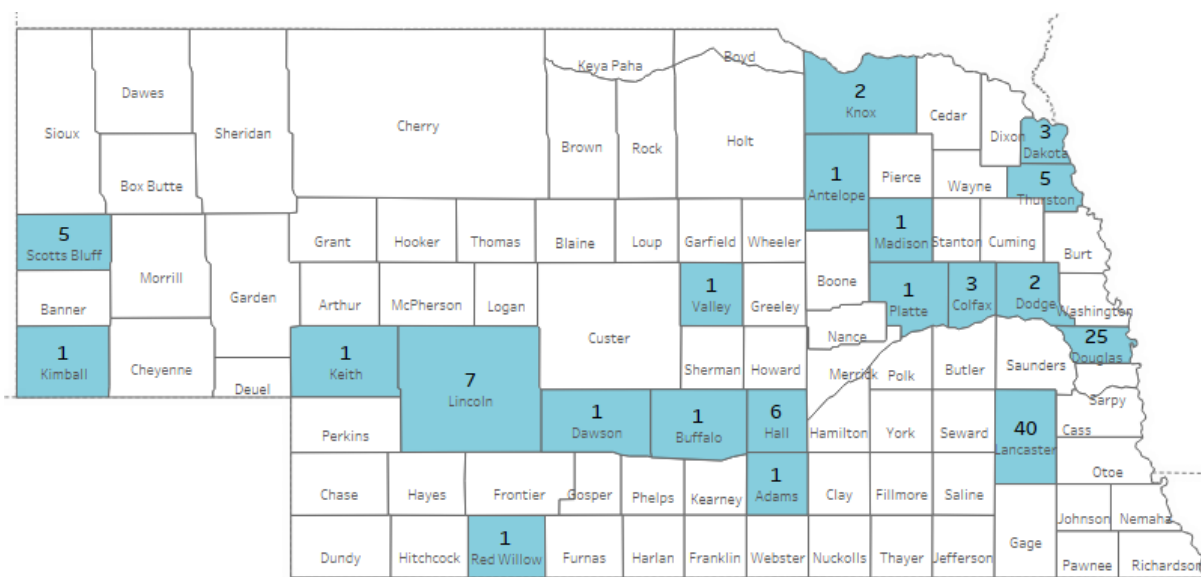 Boyd
Keya Paha
2
Knox
Dawes
Cherry
Cedar
Sioux
Sheridan
Brown
Rock
Holt
Dixon
3
Dakota
Box Butte
1
Antelope
Pierce
Wayne
5
Thurston
5
Scotts Bluff
Grant
Hooker
Thomas
Blaine
Loup
Garfield
Wheeler
1
Madison
Stanton
Cuming
Burt
Morrill
Boone
Banner
Garden
Arthur
McPherson
Logan
1
Valley
Greeley
1
Platte
3
Colfax
2
Dodge
Washington
Custer
Nance
1
Kimball
Cheyenne
Deuel
1
Keith
7
Lincoln
Sherman
Howard
Merrick
Polk
Butler
Saunders
25
Douglas
Sarpy
Perkins
1
Dawson
1
Buffalo
6
Hall
Hamilton
York
Seward
40
Lancaster
Cass
Otoe
Chase
Hayes
Frontier
Gosper
Phelps
Kearney
1
Adams
Clay
Fillmore
Saline
Johnson
Nemaha
Dundy
Hitchcock
1
Red Willow
Furnas
Harlan
Franklin
Webster
Nuckolls
Thayer
Jefferson
Gage
Pawnee
Richardson